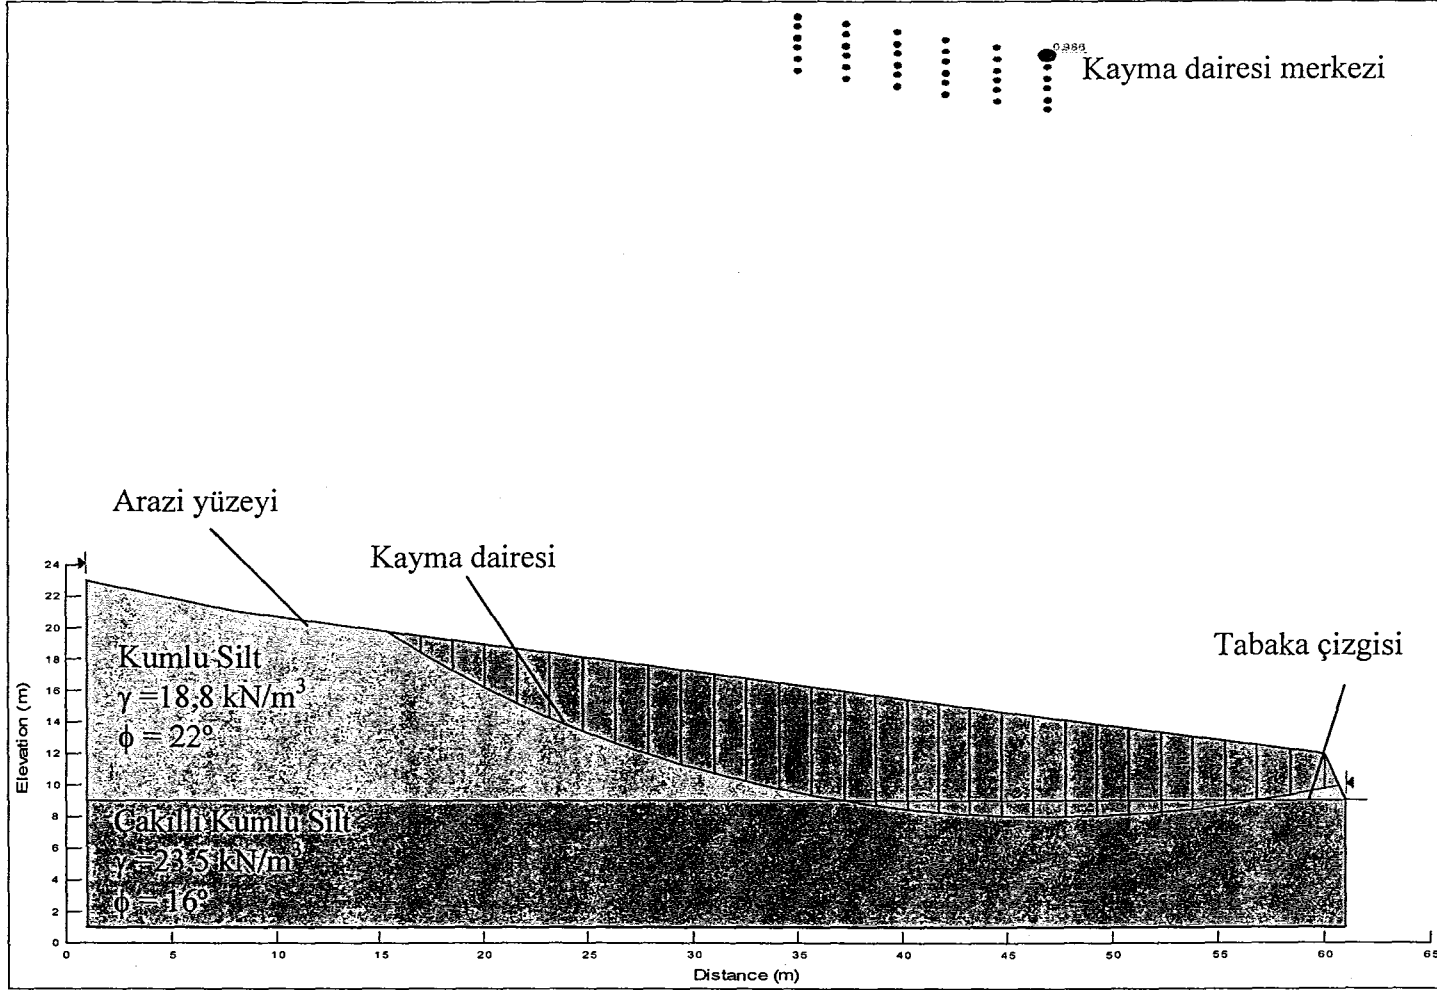 0.986
Kayma dairesi merkezi
Arazi yüzeyi
Kayma dairesi
Tabaka çizgisi
Kumlu Silt
γ =18,8 kN/m³
ϕ = 22°
Çakıllı Kumlu Silt
γ =23,5 kN/m³
ϕ = 16°
Elevation (m)
24
22
20
18
16
14
12
10
8
6
4
2
0
0 5 10 15 20 25 30 35 40 45 50 55 60 65
Distance (m)